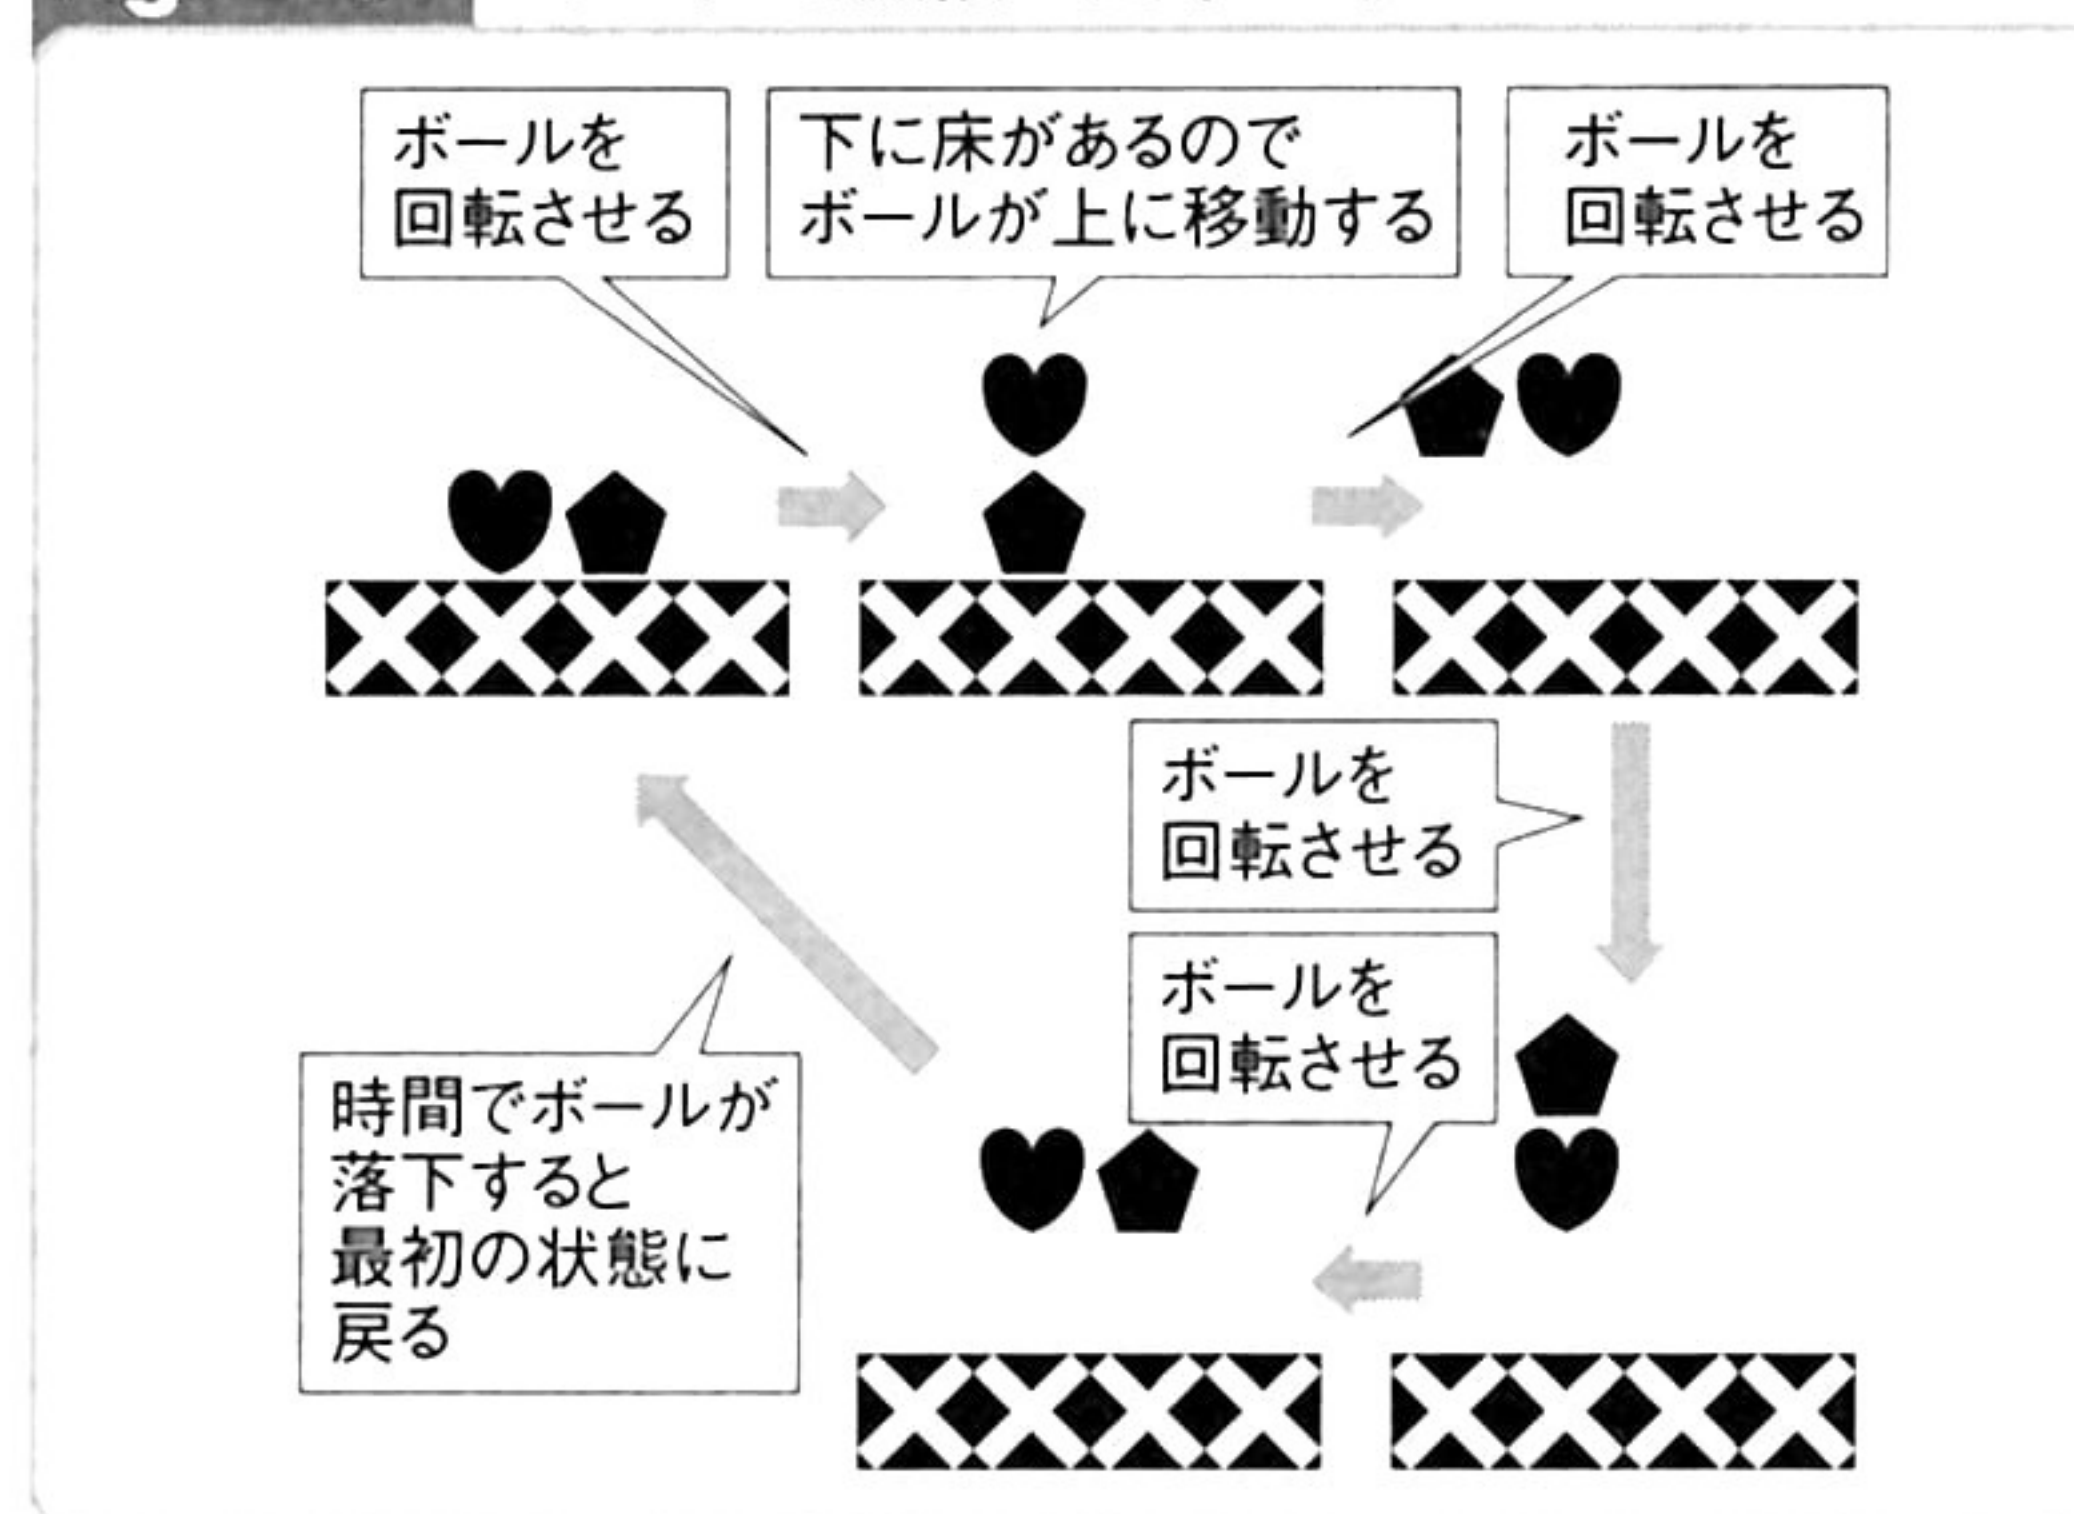 ボールを
回転させる
下に床があるので
ボールが上に移動する
ボールを
回転させる
ボールを
回転させる
ボールを
回転させる
時間でボールが
落下すると
最初の状態に
戻る